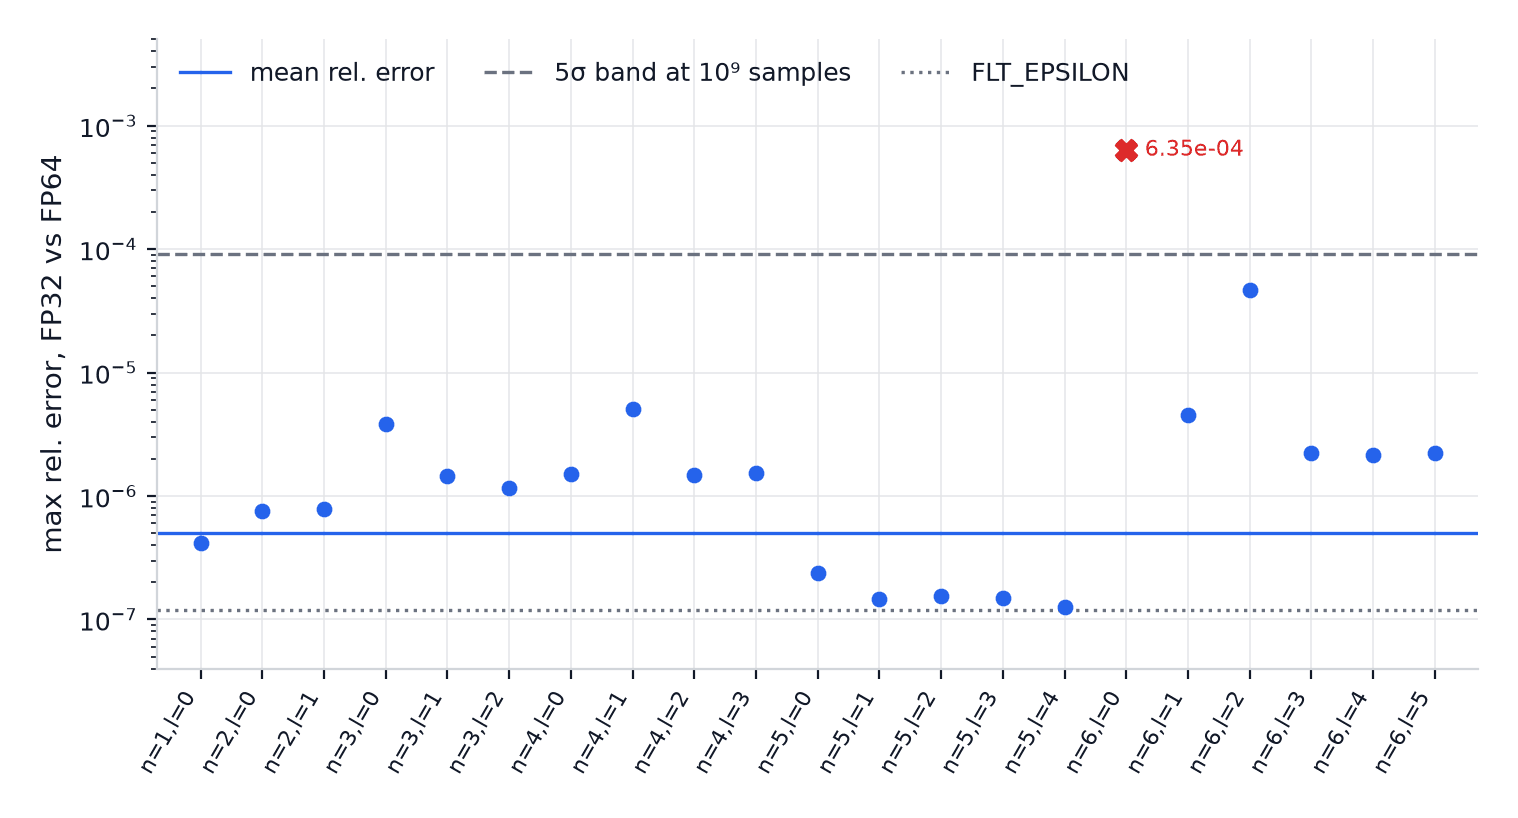 mean rel. error
5σ band at 10⁹ samples
FLT_EPSILON
max rel. error, FP32 vs FP64
10⁻³
10⁻⁴
10⁻⁵
10⁻⁶
10⁻⁷
6.35e-04
n=1,l=0
n=2,l=0
n=2,l=1
n=3,l=0
n=3,l=1
n=3,l=2
n=4,l=0
n=4,l=1
n=4,l=2
n=4,l=3
n=5,l=0
n=5,l=1
n=5,l=2
n=5,l=3
n=5,l=4
n=6,l=0
n=6,l=1
n=6,l=2
n=6,l=3
n=6,l=4
n=6,l=5